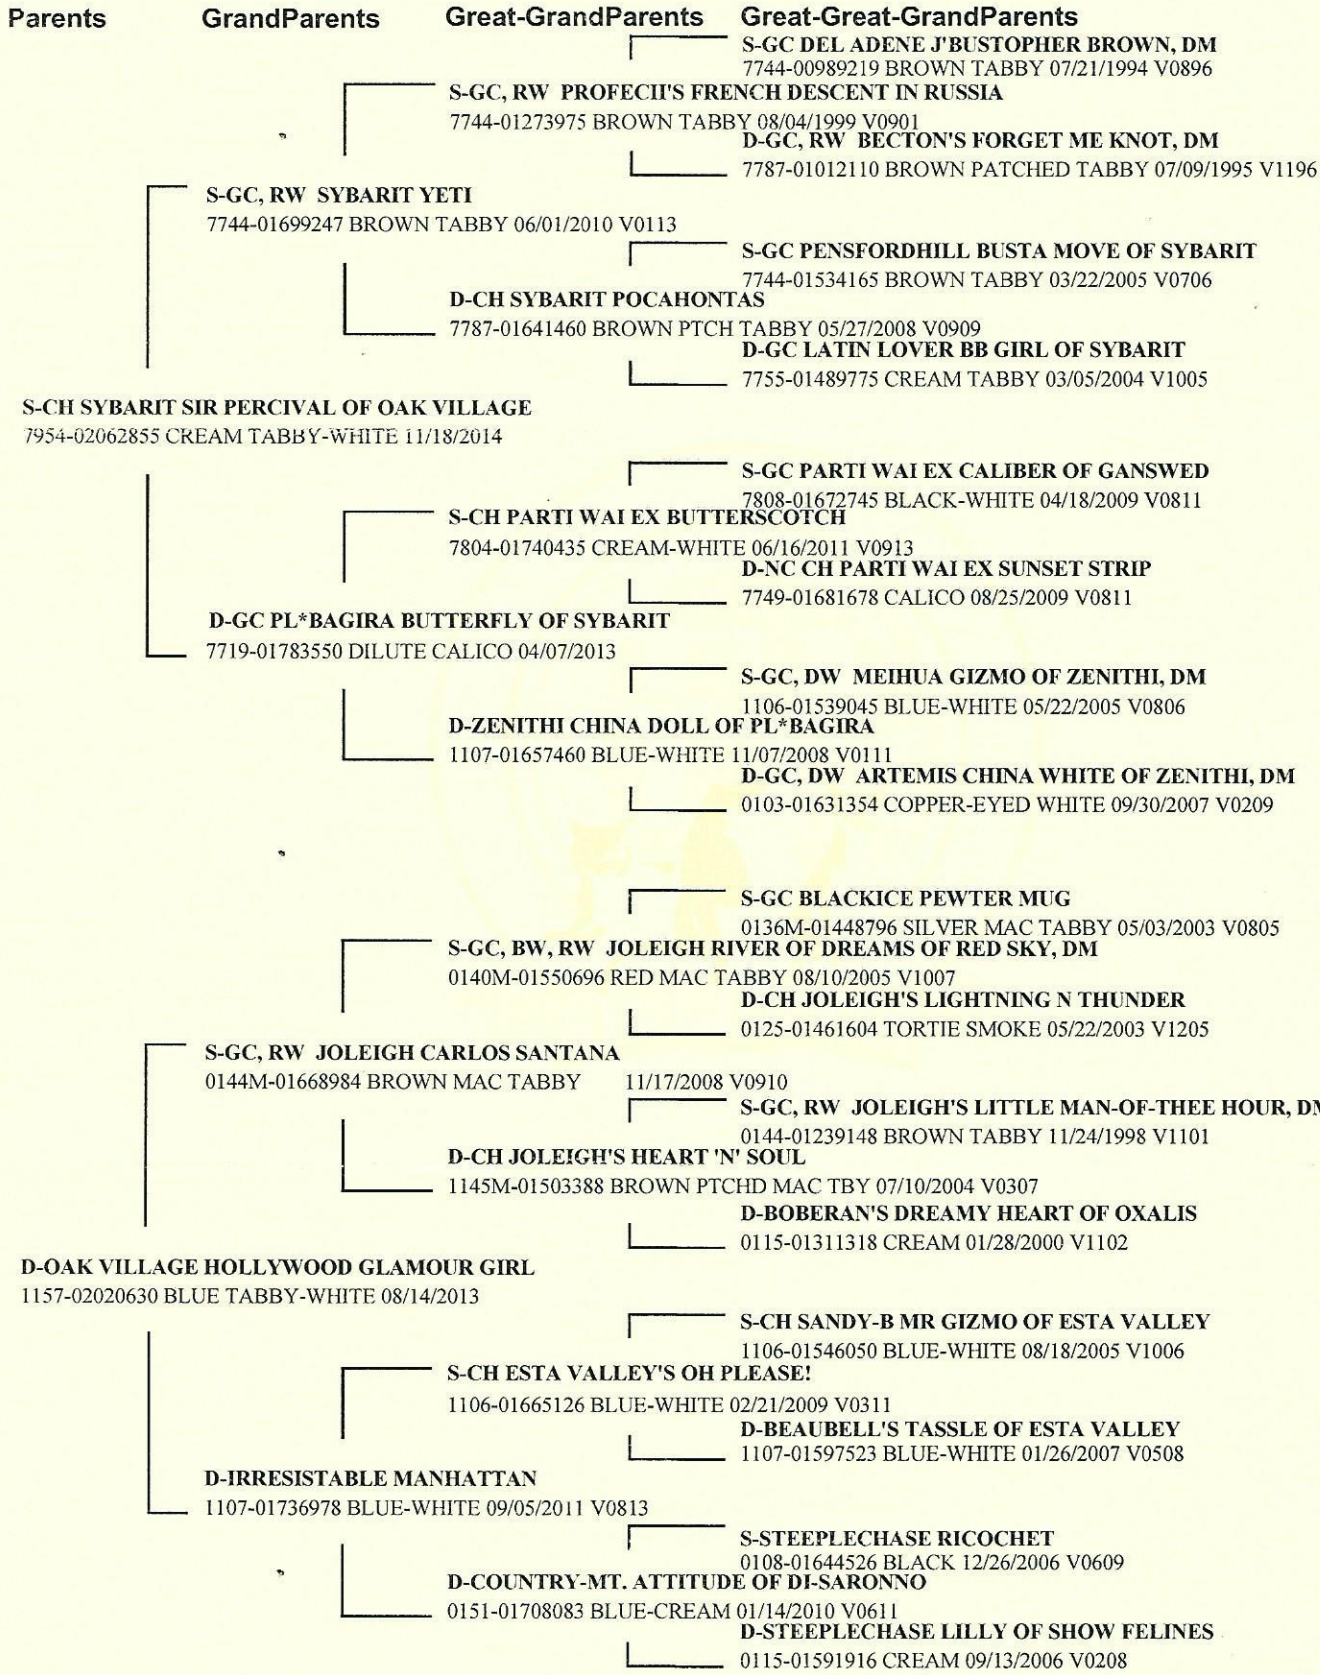 Parents GrandParents Great-GrandParents Great-Great-GrandParents
S-GC DEL ADENE J'BUSTOPHER BROWN, DM
7744-00989219 BROWN TABBY 07/21/1994 V0896
S-GC, RW PROFECII'S FRENCH DESCENT IN RUSSIA
7744-01273975 BROWN TABBY 08/04/1999 V0901
D-GC, RW BECTON'S FORGET ME KNOT, DM
7787-01012110 BROWN PATCHED TABBY 07/09/1995 V1196
S-GC, RW SYBARIT YETI
7744-01699247 BROWN TABBY 06/01/2010 V0113
S-GC PENSFORDHILL BUSTA MOVE OF SYBARIT
7744-01534165 BROWN TABBY 03/22/2005 V0706
D-CH SYBARIT POCAHONTAS
7787-01641460 BROWN PTCH TABBY 05/27/2008 V0909
D-GC LATIN LOVER BB GIRL OF SYBARIT
7755-01489775 CREAM TABBY 03/05/2004 V1005
S-CH SYBARIT SIR PERCIVAL OF OAK VILLAGE
7954-02062855 CREAM TABBY-WHITE 11/18/2014
S-GC PARTI WAI EX CALIBER OF GANSWED
7808-01672745 BLACK-WHITE 04/18/2009 V0811
S-CH PARTI WAI EX BUTTERSCOTCH
7804-01740435 CREAM-WHITE 06/16/2011 V0913
D-NC CH PARTI WAI EX SUNSET STRIP
7749-01681678 CALICO 08/25/2009 V0811
D-GC PL*BAGIRA BUTTERFLY OF SYBARIT
7719-01783550 DILUTE CALICO 04/07/2013
S-GC, DW MEIHUA GIZMO OF ZENITHI, DM
1106-01539045 BLUE-WHITE 05/22/2005 V0806
D-ZENITHI CHINA DOLL OF PL*BAGIRA
1107-01657460 BLUE-WHITE 11/07/2008 V0111
D-GC, DW ARTEMIS CHINA WHITE OF ZENITHI, DM
0103-01631354 COPPER-EYED WHITE 09/30/2007 V0209
S-GC BLACKICE PEWTER MUG
0136M-01448796 SILVER MAC TABBY 05/03/2003 V0805
S-GC, BW, RW JOLEIGH RIVER OF DREAMS OF RED SKY, DM
0140M-01550696 RED MAC TABBY 08/10/2005 V1007
D-CH JOLEIGH'S LIGHTNING N THUNDER
0125-01461604 TORTIE SMOKE 05/22/2003 V1205
S-GC, RW JOLEIGH CARLOS SANTANA
0144M-01668984 BROWN MAC TABBY 11/17/2008 V0910
S-GC, RW JOLEIGH'S LITTLE MAN-OF-THEE HOUR, DM
0144-01239148 BROWN TABBY 11/24/1998 V1101
D-CH JOLEIGH'S HEART 'N' SOUL
1145M-01503388 BROWN PTCHD MAC TBY 07/10/2004 V0307
D-BOBERAN'S DREAMY HEART OF OXALIS
0115-01311318 CREAM 01/28/2000 V1102
D-OAK VILLAGE HOLLYWOOD GLAMOUR GIRL
1157-02020630 BLUE TABBY-WHITE 08/14/2013
S-CH SANDY-B MR GIZMO OF ESTA VALLEY
1106-01546050 BLUE-WHITE 08/18/2005 V1006
S-CH ESTA VALLEY'S OH PLEASE!
1106-01665126 BLUE-WHITE 02/21/2009 V0311
D-BEAUBELL'S TASSLE OF ESTA VALLEY
1107-01597523 BLUE-WHITE 01/26/2007 V0508
D-IRRESISTABLE MANHATTAN
1107-01736978 BLUE-WHITE 09/05/2011 V0813
S-STEEPLECHASE RICOCHET
0108-01644526 BLACK 12/26/2006 V0609
D-COUNTRY-MT. ATTITUDE OF DI-SARONNO
0151-01708083 BLUE-CREAM 01/14/2010 V0611
D-STEEPLECHASE LILLY OF SHOW FELINES
0115-01591916 CREAM 09/13/2006 V0208